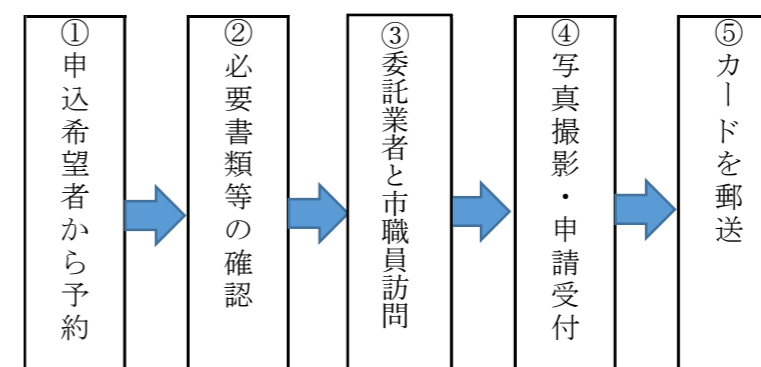 ①申込希望者から予約
②必要書類等の確認
③委託業者と市職員訪問
④写真撮影・申請受付
⑤カードを郵送